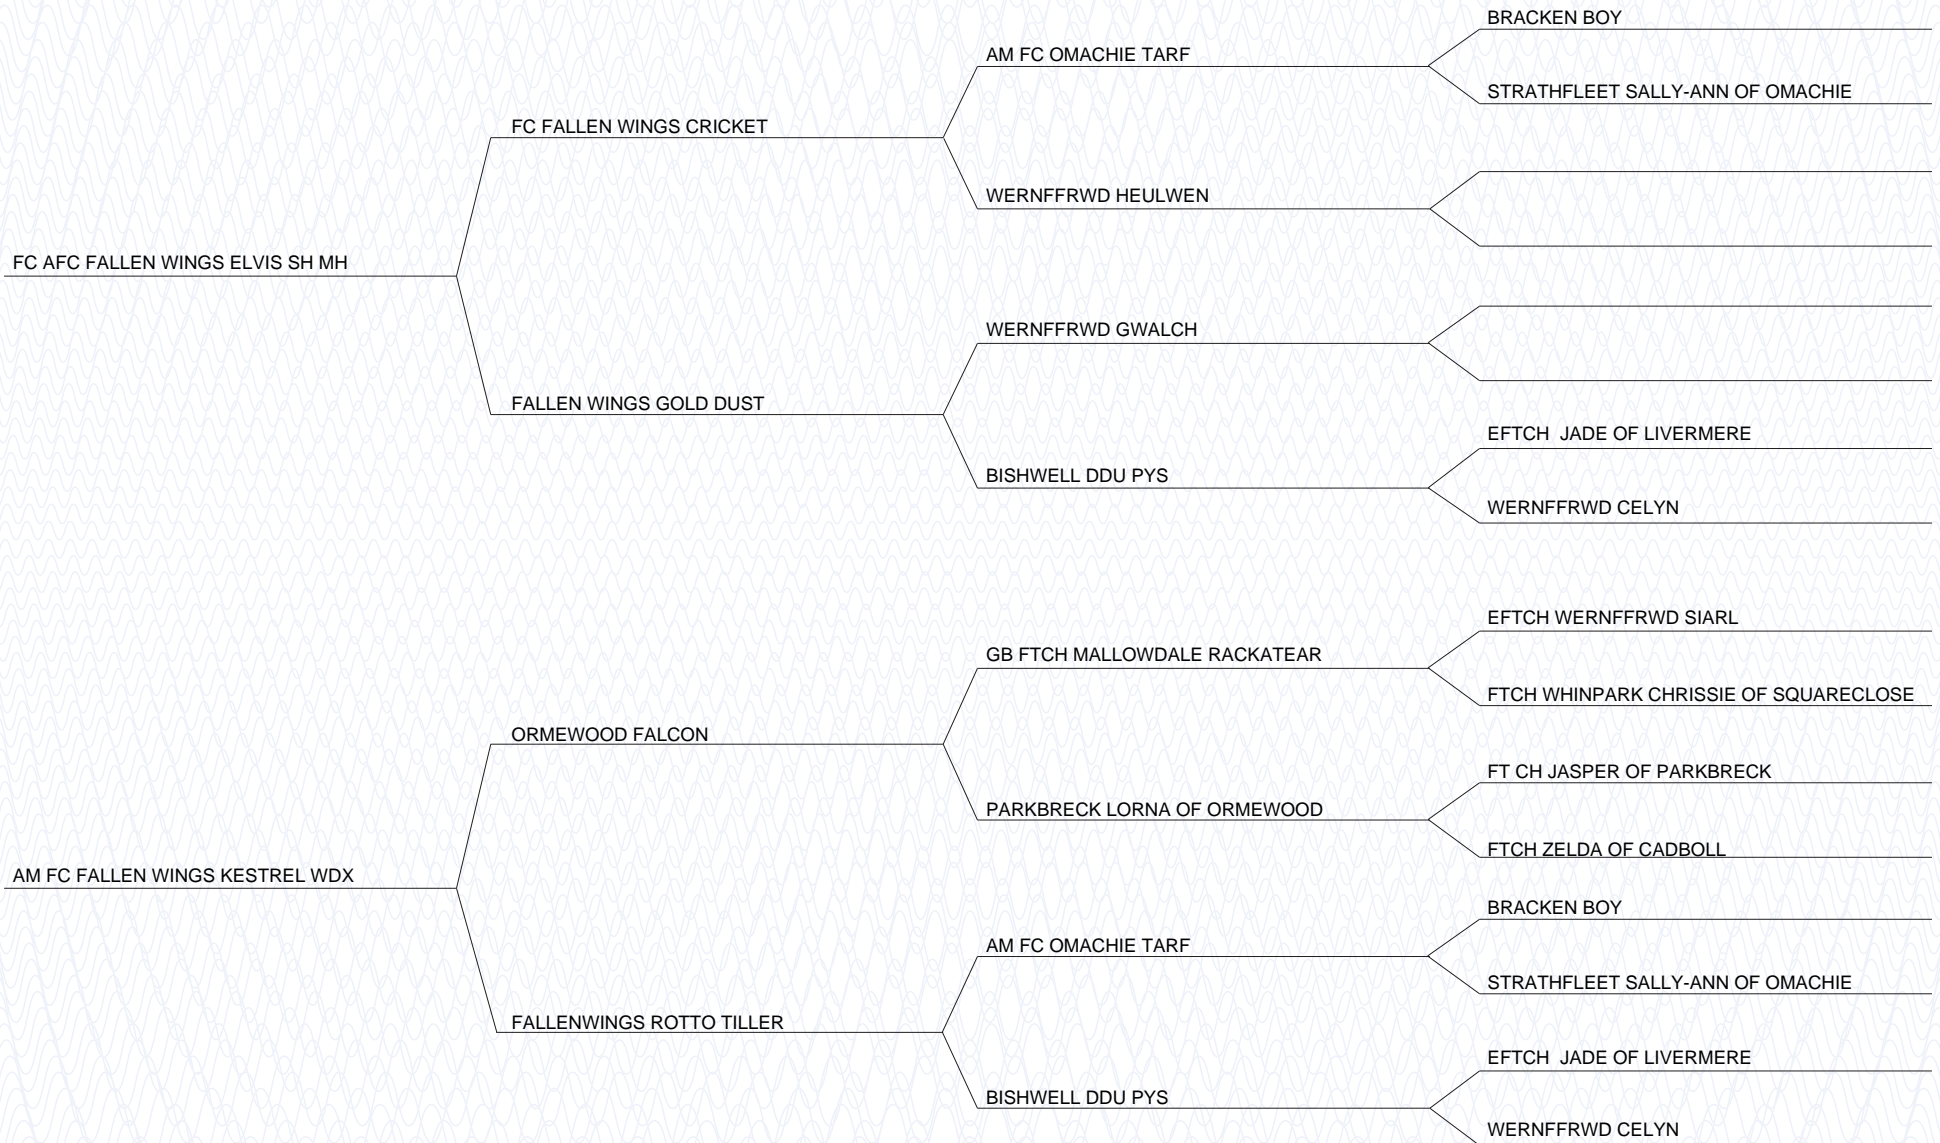 BRACKEN BOY
AM FC OMACHIE TARF
STRATHFLEET SALLY-ANN OF OMACHIE
FC FALLEN WINGS CRICKET
WERNFFRWD HEULWEN
FC AFC FALLEN WINGS ELVIS SH MH
WERNFFRWD GWALCH
FALLEN WINGS GOLD DUST
EFTCH  JADE OF LIVERMERE
BISHWELL DDU PYS
WERNFFRWD CELYN
EFTCH WERNFFRWD SIARL
GB FTCH MALLOWDALE RACKATEAR
FTCH WHINPARK CHRISSIE OF SQUARECLOSE
ORMEWOOD FALCON
FT CH JASPER OF PARKBRECK
PARKBRECK LORNA OF ORMEWOOD
FTCH ZELDA OF CADBOLL
AM FC FALLEN WINGS KESTREL WDX
BRACKEN BOY
AM FC OMACHIE TARF
STRATHFLEET SALLY-ANN OF OMACHIE
FALLENWINGS ROTTO TILLER
EFTCH  JADE OF LIVERMERE
BISHWELL DDU PYS
WERNFFRWD CELYN